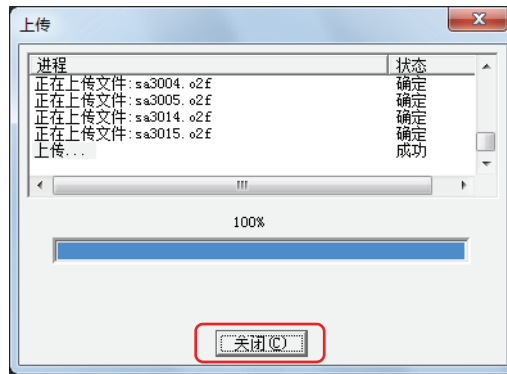 上传
进程 状态
正在上传文件:sa3004.o2f 确定
正在上传文件:sa3005.o2f 确定
正在上传文件:sa3014.o2f 确定
正在上传文件:sa3015.o2f 确定
上传... 成功
100%
关闭(C)